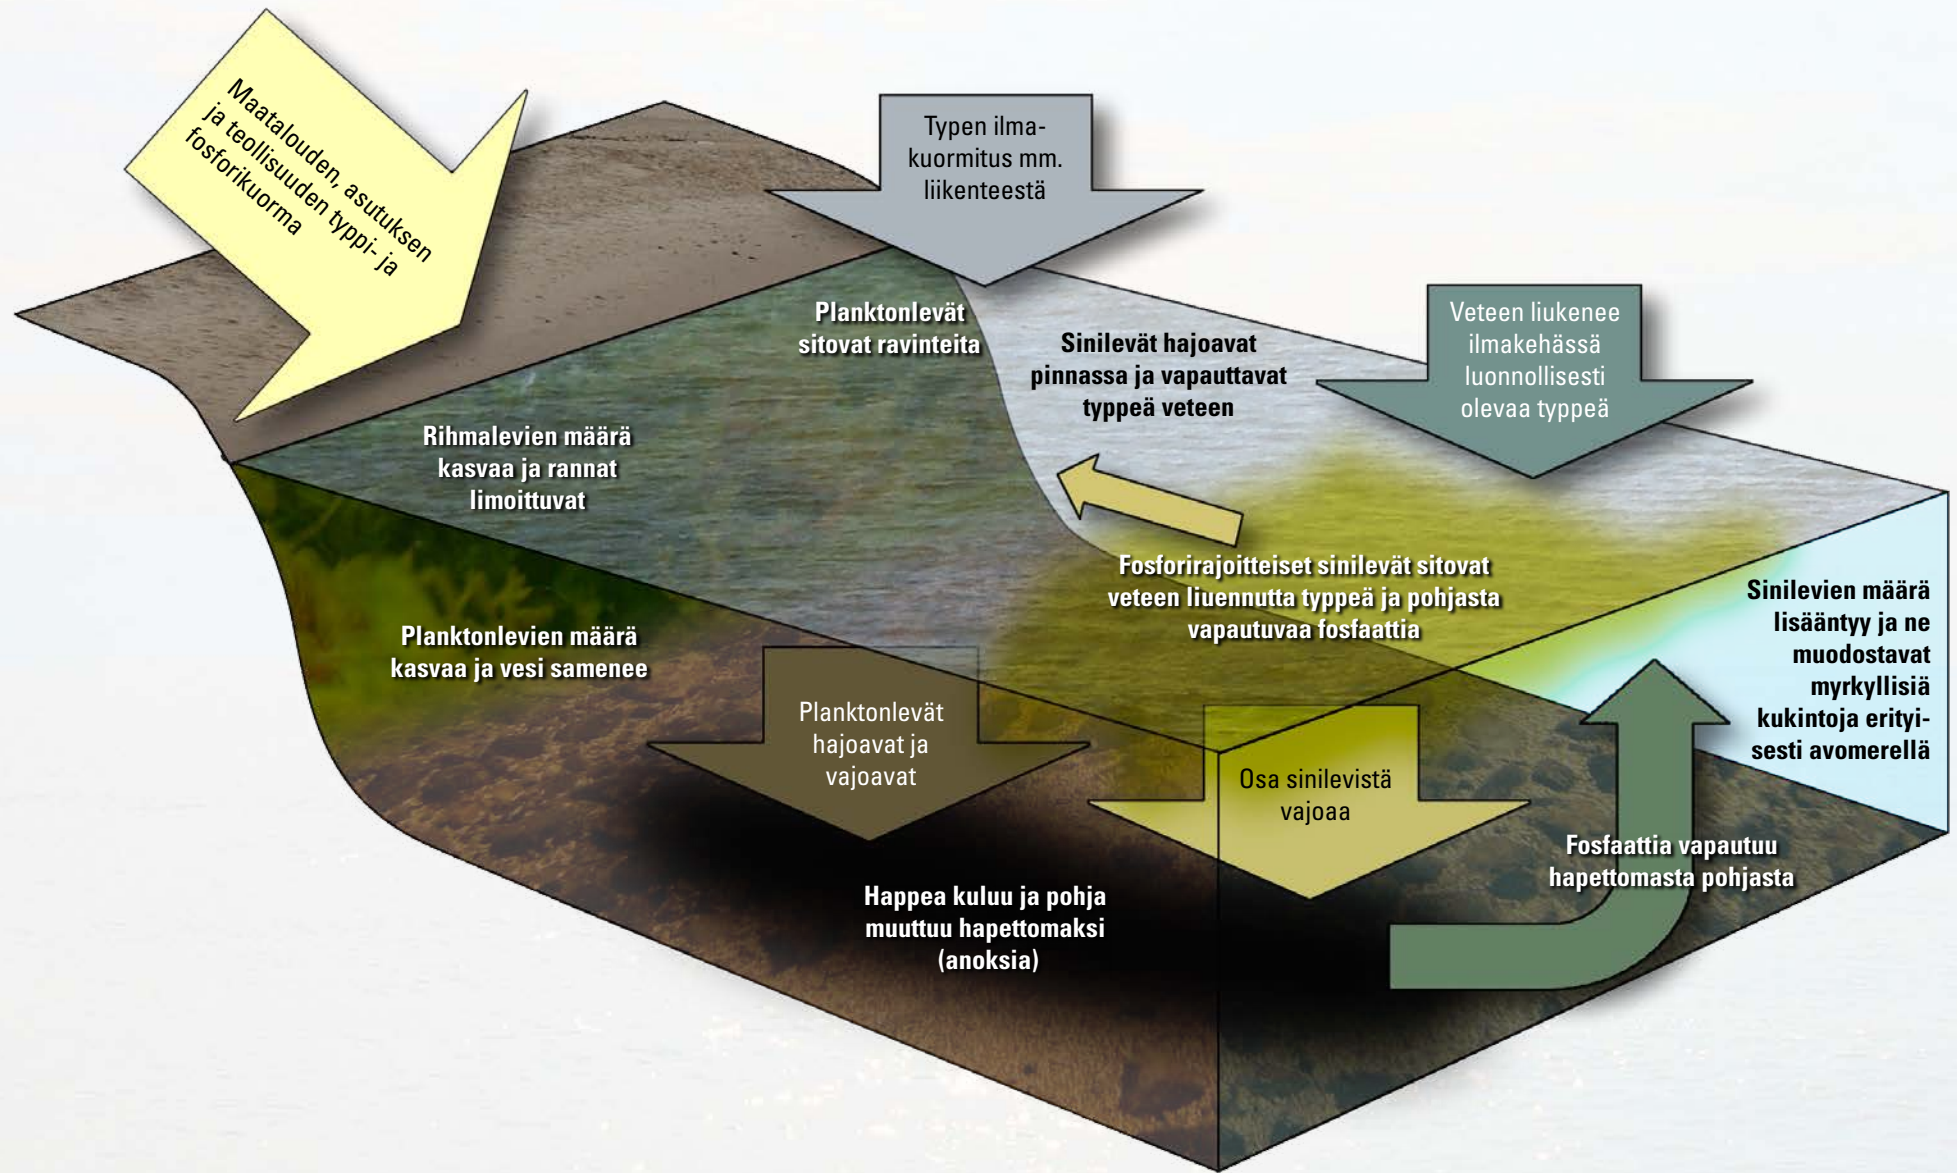 Maatalouden, asutuksen
ja teollisuuden typpi- ja
fosforikuorma
Typen ilma-
kuormitus mm.
liikenteestä
Planktonlevät
sitovat ravinteita
Sinilevät hajoavat
pinnassa ja vapauttavat
typpeä veteen
Veteen liukenee
ilmakehässä
luonnollisesti
olevaa typpeä
Rihmalevien määrä
kasvaa ja rannat
limoittuvat
Fosforirajoitteiset sinilevät sitovat
veteen liuennutta typpeä ja pohjasta
vapautuvaa fosfaattia
Sinilevien määrä
lisääntyy ja ne
muodostavat
myrkyllisiä
kukintoja erityi-
sesti avomerellä
Planktonlevien määrä
kasvaa ja vesi samenee
Planktonlevät
hajoavat ja
vajoavat
Osa sinilevistä
vajoaa
Fosfaattia vapautuu
hapettomasta pohjasta
Happea kuluu ja pohja
muuttuu hapettomaksi
(anoksia)